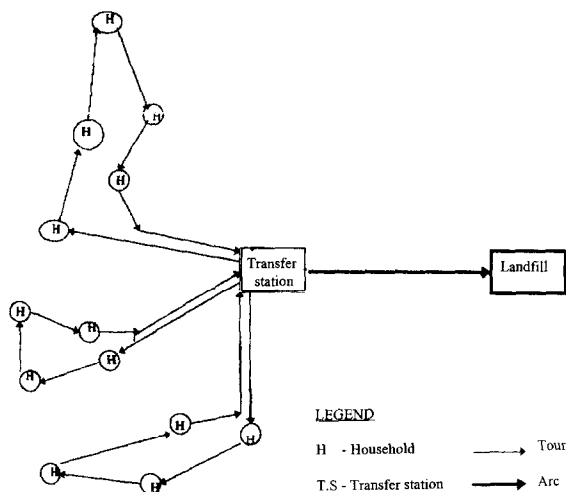 H
H
H
H
H
Transfer
station
Landfill
H
H
H
H
H
H
H
H
LEGEND
H - Household
Tour
T.S - Transfer station
Arc